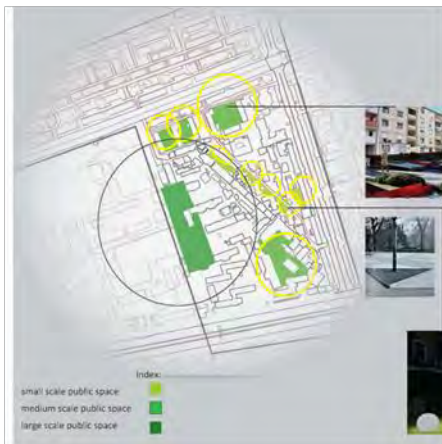 Index:
small scale public space
medium scale public space
large scale public space